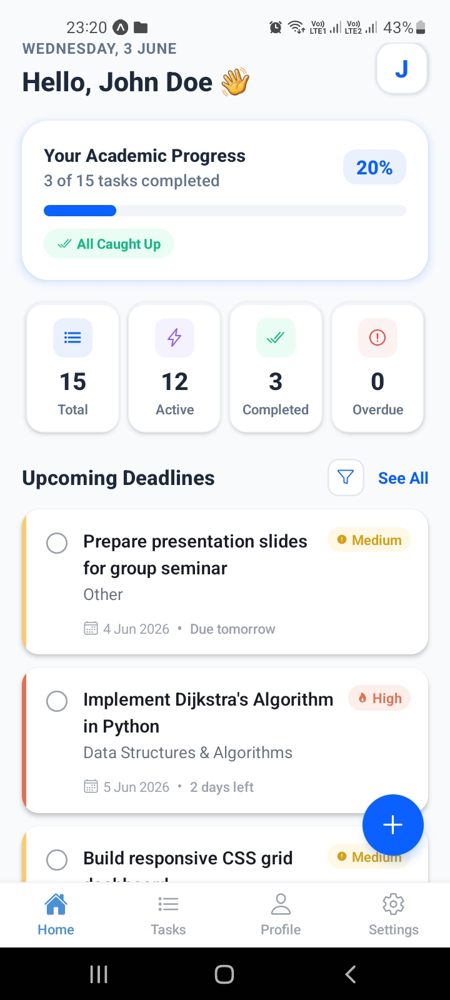 23:20
Vo)) LTE1 Vo)) LTE2 43%
WEDNESDAY, 3 JUNE
Hello, John Doe 👋
J
Your Academic Progress
3 of 15 tasks completed
20%
All Caught Up
15
Total
12
Active
3
Completed
0
Overdue
Upcoming Deadlines
See All
Prepare presentation slides
for group seminar
Medium
Other
4 Jun 2026 • Due tomorrow
Implement Dijkstra's Algorithm
in Python
High
Data Structures & Algorithms
5 Jun 2026 • 2 days left
Build responsive CSS grid
dashboard
Medium
Home
Tasks
Profile
Settings